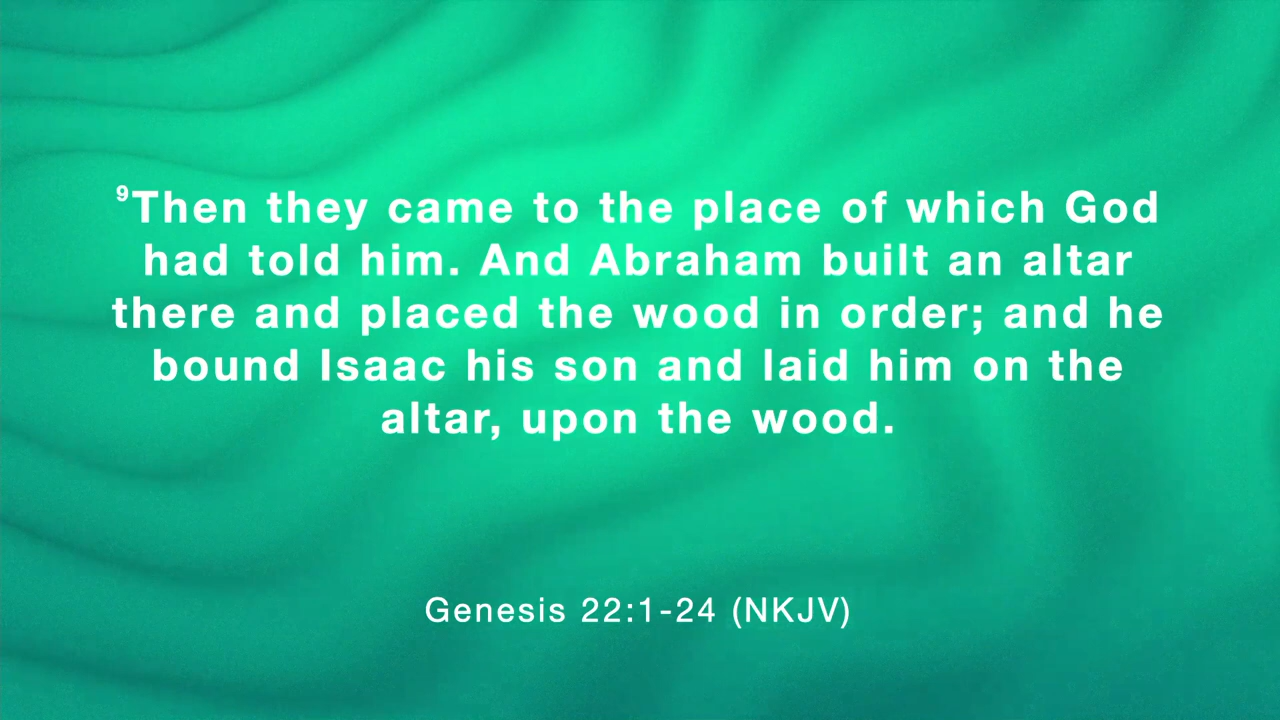 ⁹Then they came to the place of which God
had told him. And Abraham built an altar
there and placed the wood in order; and he
bound Isaac his son and laid him on the
altar, upon the wood.
Genesis 22:1-24 (NKJV)